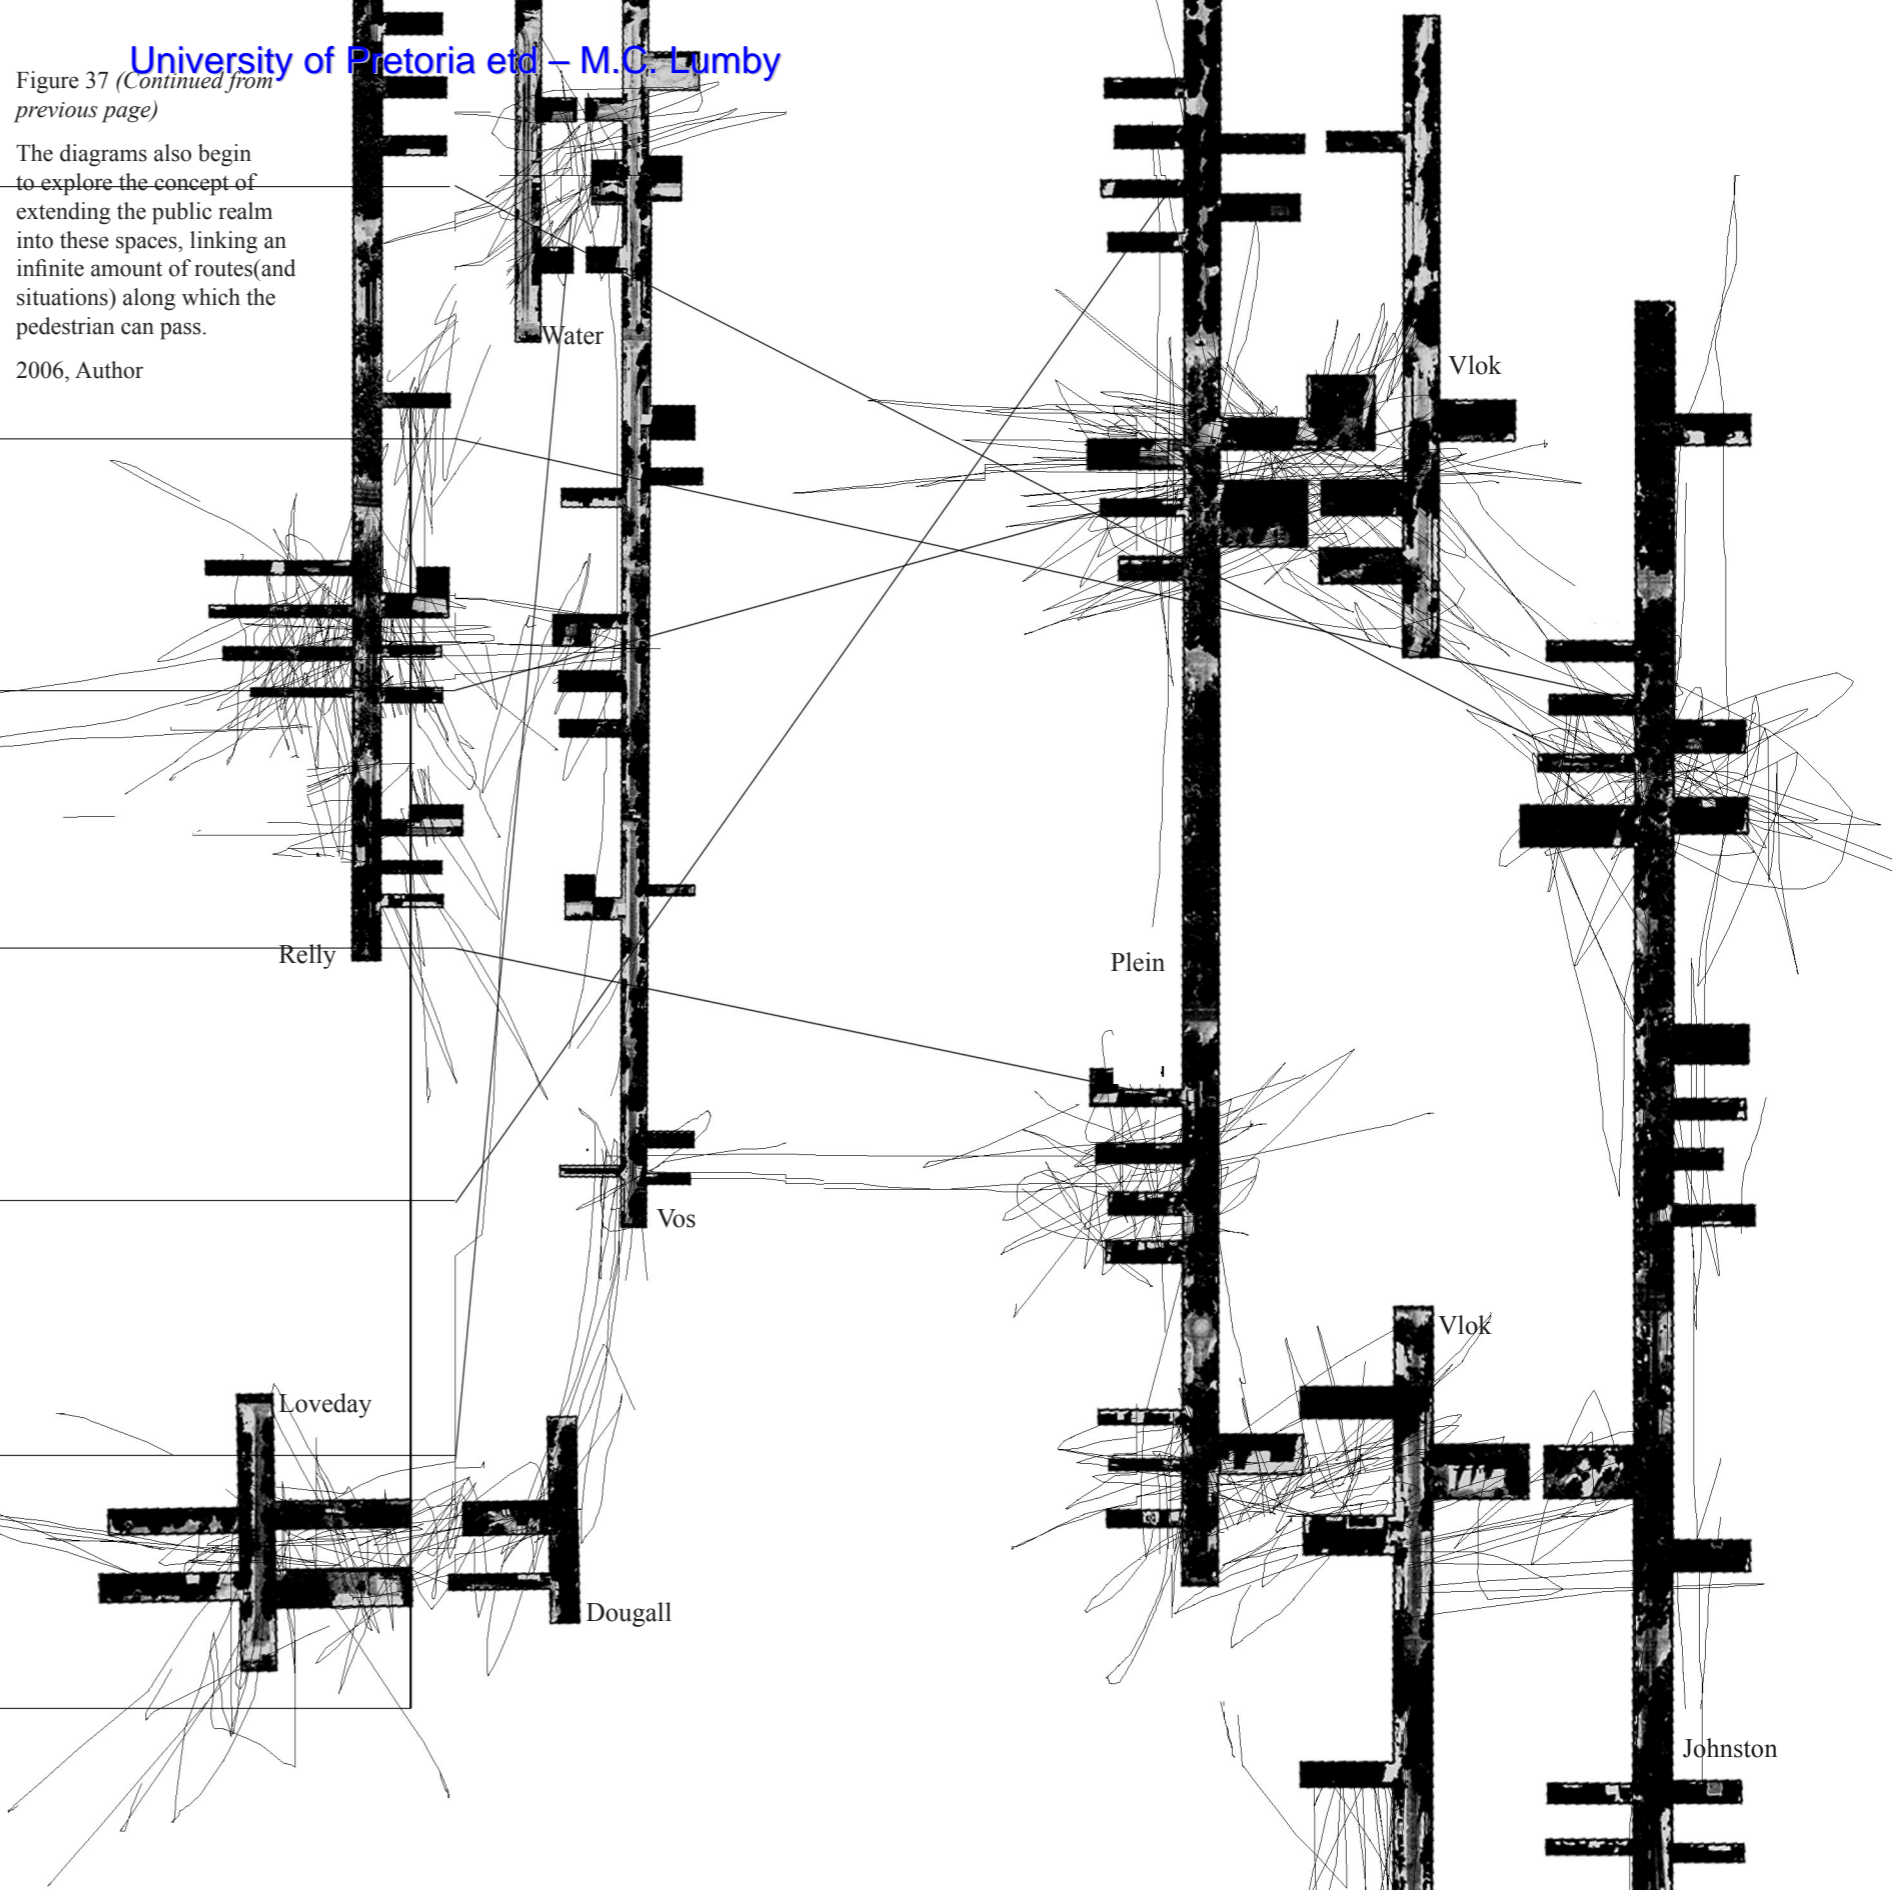 University of Pretoria etd – M.C. Lumby
Figure 37 (Continued from
previous page)
The diagrams also begin
to explore the concept of
extending the public realm
into these spaces, linking an
infinite amount of routes(and
situations) along which the
pedestrian can pass.
2006, Author
Water
Vlok
Relly
Plein
Vos
Vlok
Loveday
Dougall
Johnston